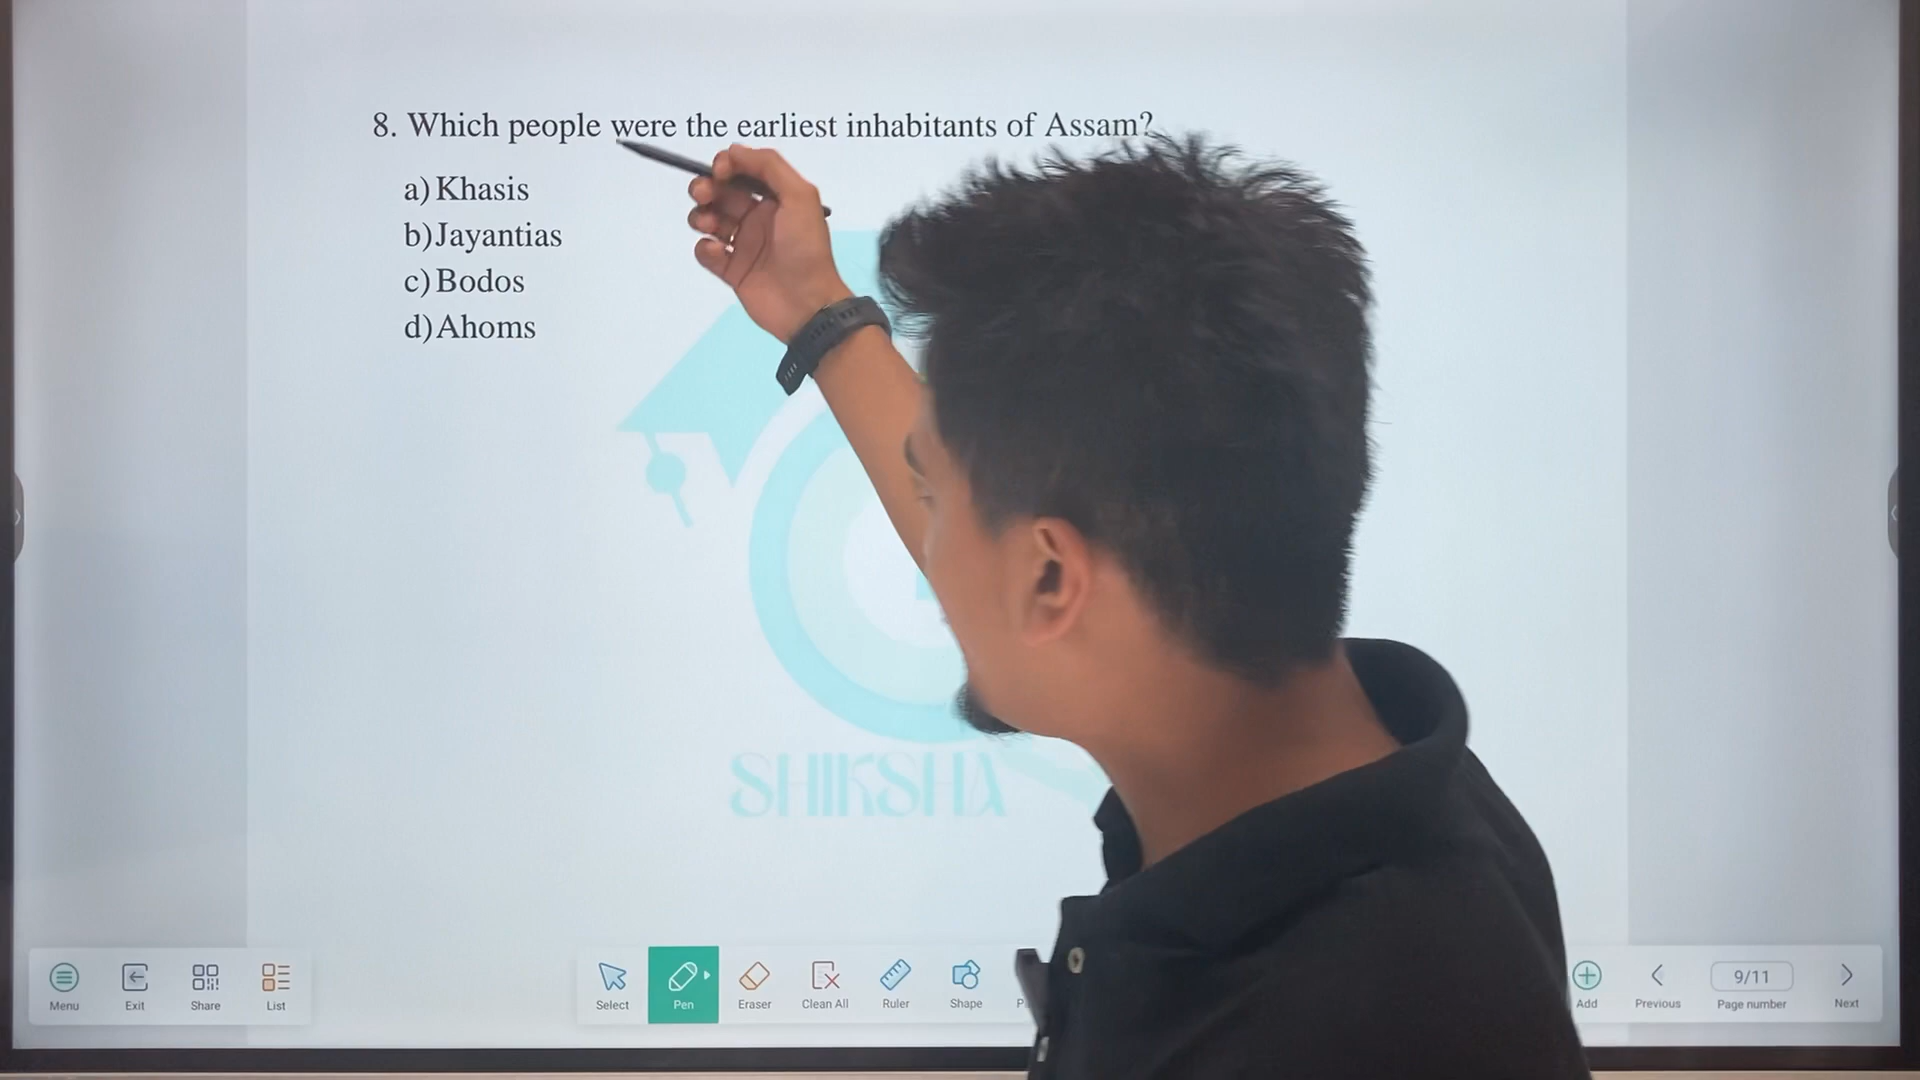 8. Which people were the earliest inhabitants of Assam?
a) Khasis
b) Jayantias
c) Bodos
d) Ahoms
SHIKSHA
Menu Exit Share List Select Pen Eraser Clean All Ruler Shape Add Previous 9/11 Page number Next